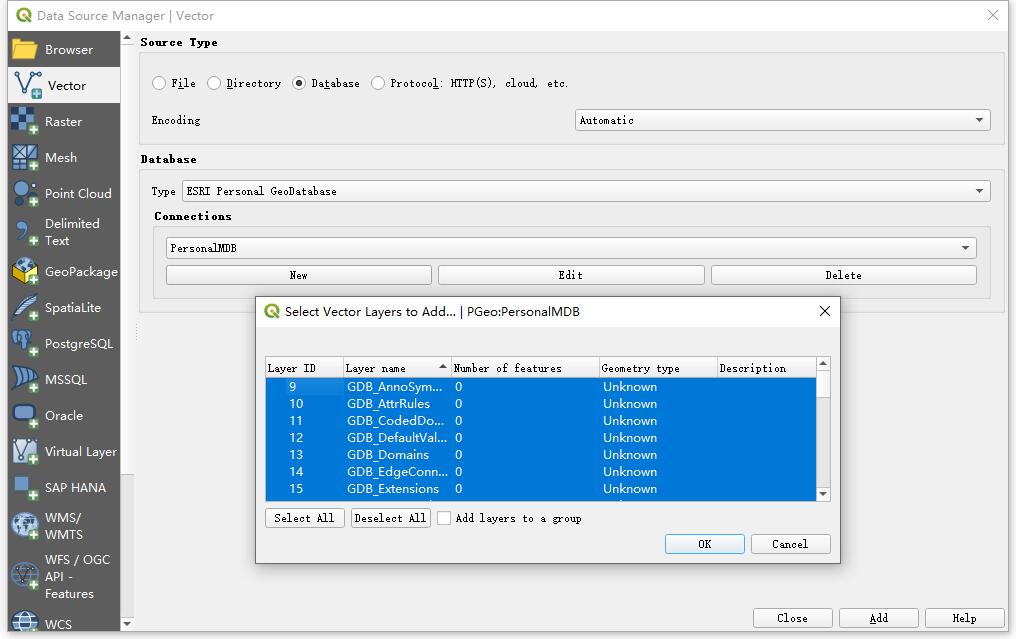 Data Source Manager | Vector
Browser
Vector
Raster
Mesh
Point Cloud
Delimited
Text
GeoPackage
SpatiaLite
PostgreSQL
MSSQL
Oracle
Virtual Layer
SAP HANA
WMS/
WMTS
WFS / OGC
API -
Features
WCS
Source Type
File Directory Database Protocol: HTTP(S), cloud, etc.
Encoding Automatic
Database
Type ESRI Personal GeoDatabase
Connections
PersonalMDB
New Edit Delete
Select Vector Layers to Add... | PGeo:PersonalMDB
Layer ID Layer name Number of features Geometry type Description
9 GDB_AnnoSym... 0 Unknown
10 GDB_AttrRules 0 Unknown
11 GDB_CodedDo... 0 Unknown
12 GDB_DefaultVal... 0 Unknown
13 GDB_Domains 0 Unknown
14 GDB_EdgeConn... 0 Unknown
15 GDB_Extensions 0 Unknown
Select All Deselect All Add layers to a group
OK Cancel
Close Add Help